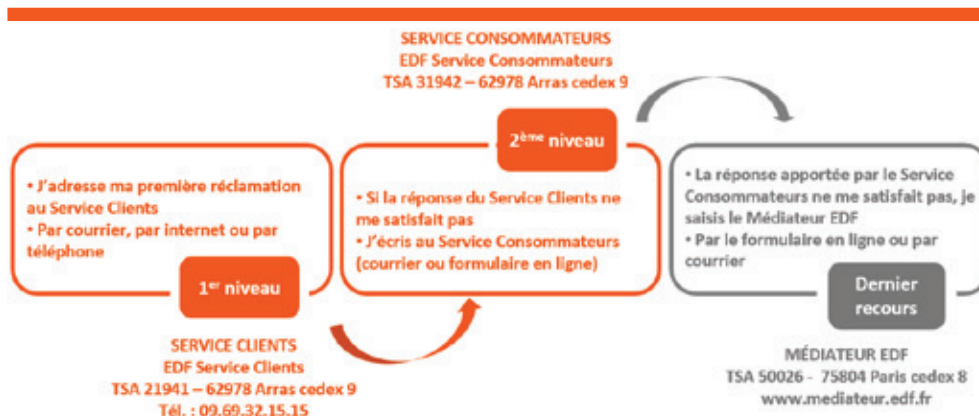 SERVICE CONSOMMATEURS
EDF Service Consommateurs
TSA 31942 – 62978 Arras cedex 9
• J'adresse ma première réclamation
au Service Clients
• Par courrier, par internet ou par
téléphone
1er niveau
SERVICE CLIENTS
EDF Service Clients
TSA 21941 – 62978 Arras cedex 9
Tél. : 09.69.32.15.15
2ème niveau
• Si la réponse du Service Clients ne
me satisfait pas
• J'écris au Service Consommateurs
(courrier ou formulaire en ligne)
• La réponse apportée par le Service
Consommateurs ne me satisfait pas, je
saisis le Médiateur EDF
• Par le formulaire en ligne ou par
courrier
Dernier
recours
MÉDIATEUR EDF
TSA 50026 - 75804 Paris cedex 8
www.mediateur.edf.fr